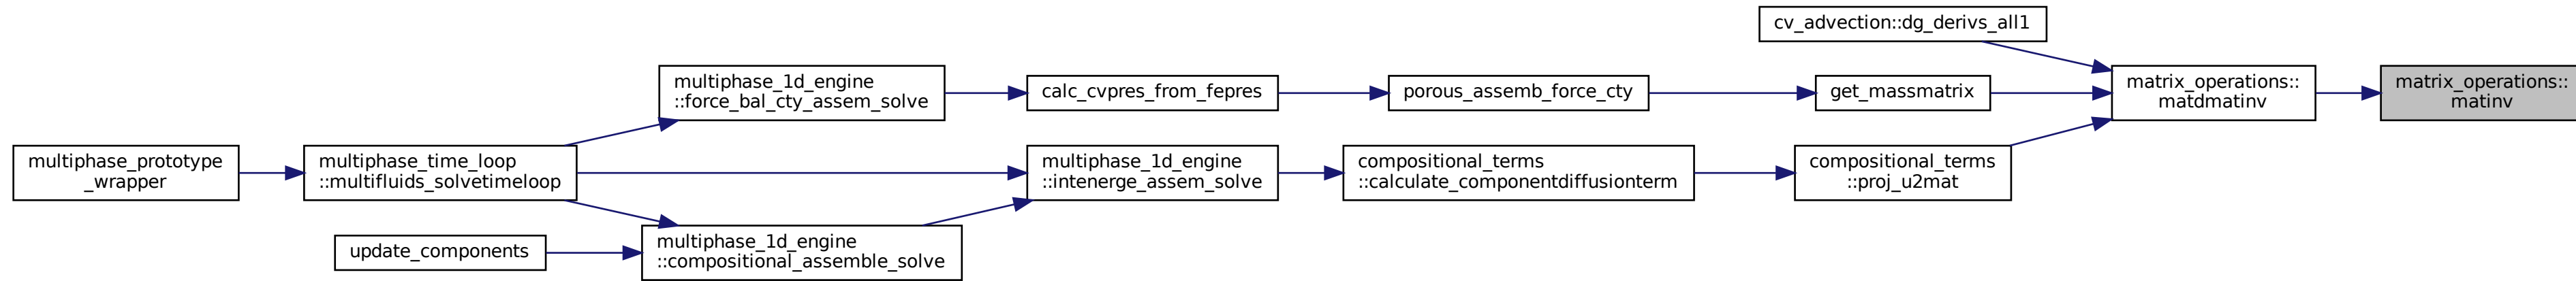 cv_advection::dg_derivs_all1
multiphase_1d_engine
::force_bal_cty_assem_solve
calc_cvpres_from_fepres
porous_assemb_force_cty
get_massmatrix
matrix_operations::
matdmatinv
matrix_operations::
matinv
multiphase_prototype
_wrapper
multiphase_time_loop
::multifluids_solvetimeloop
multiphase_1d_engine
::intenerge_assem_solve
compositional_terms
::calculate_componentdiffusionterm
compositional_terms
::proj_u2mat
update_components
multiphase_1d_engine
::compositional_assemble_solve